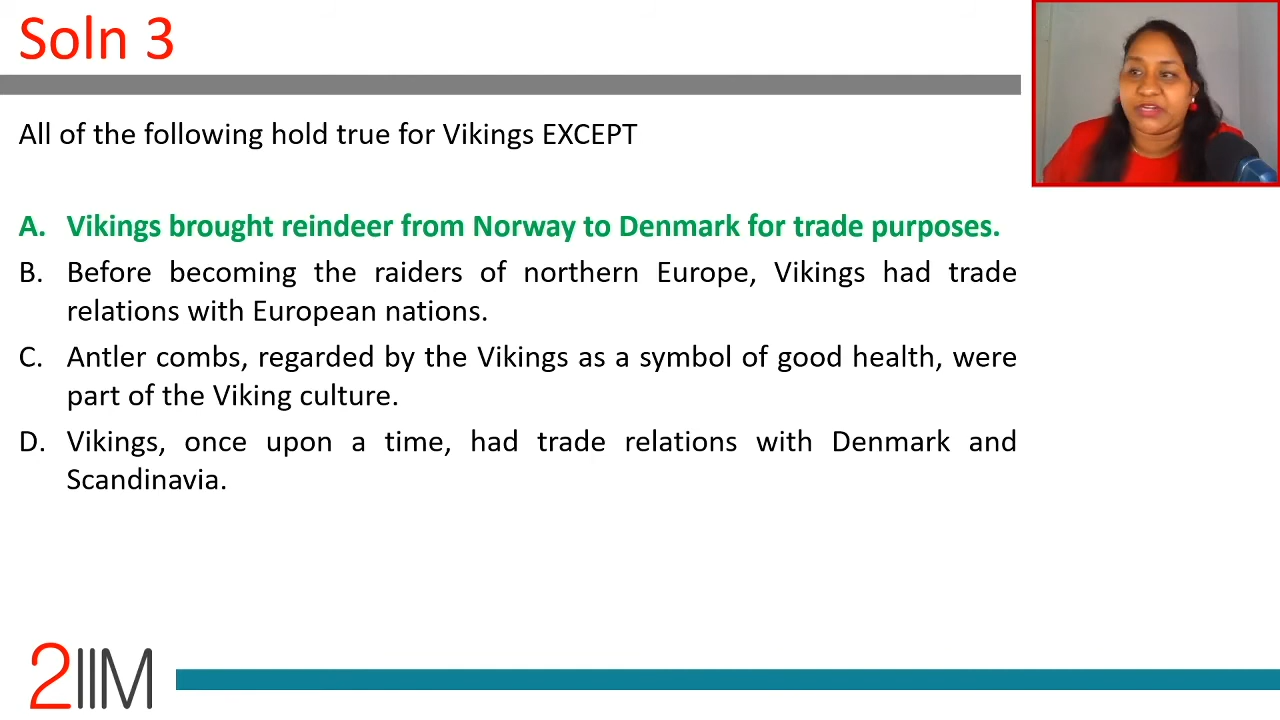 Soln 3
All of the following hold true for Vikings EXCEPT
A. Vikings brought reindeer from Norway to Denmark for trade purposes.
B. Before becoming the raiders of northern Europe, Vikings had trade
relations with European nations.
C. Antler combs, regarded by the Vikings as a symbol of good health, were
part of the Viking culture.
D. Vikings, once upon a time, had trade relations with Denmark and
Scandinavia.
2IIM